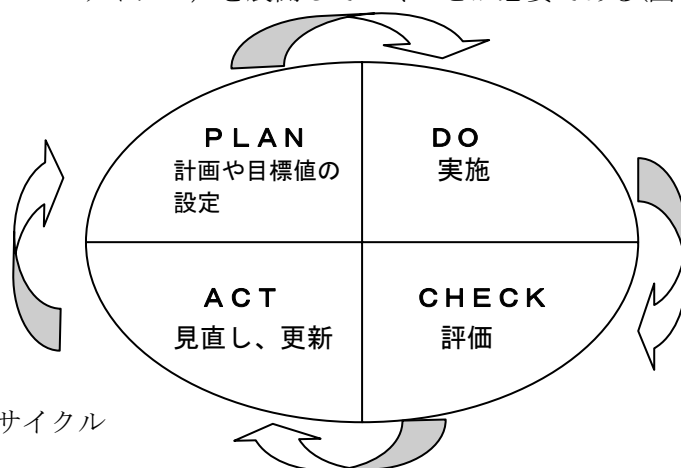 PLAN
計画や目標値の
設定
DO
実施
ACT
見直し、更新
CHECK
評価
サイクル